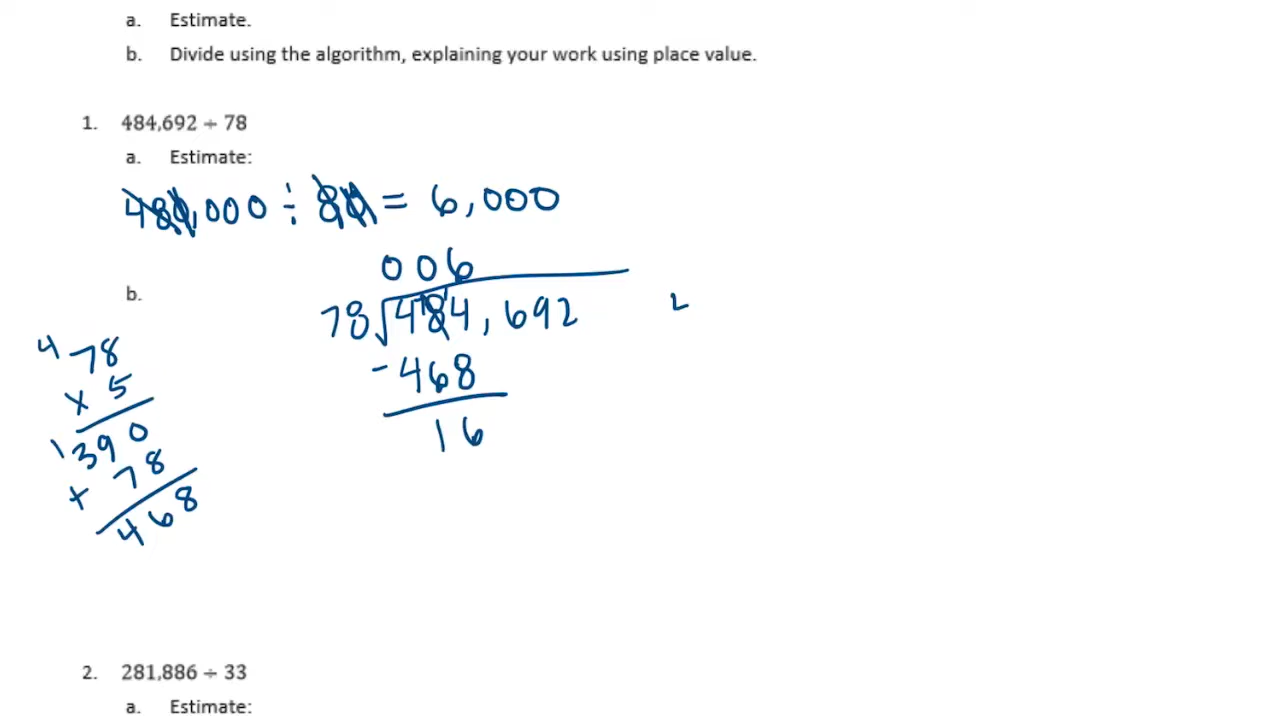 a. Estimate.
b. Divide using the algorithm, explaining your work using place value.
1. 484,692 ÷ 78
a. Estimate:
480,000 ÷ 80 = 6,000
006
b.
78 484,692
-468
16
4
78
x 5
1
390
+ 78
468
2. 281,886 ÷ 33
a. Estimate: